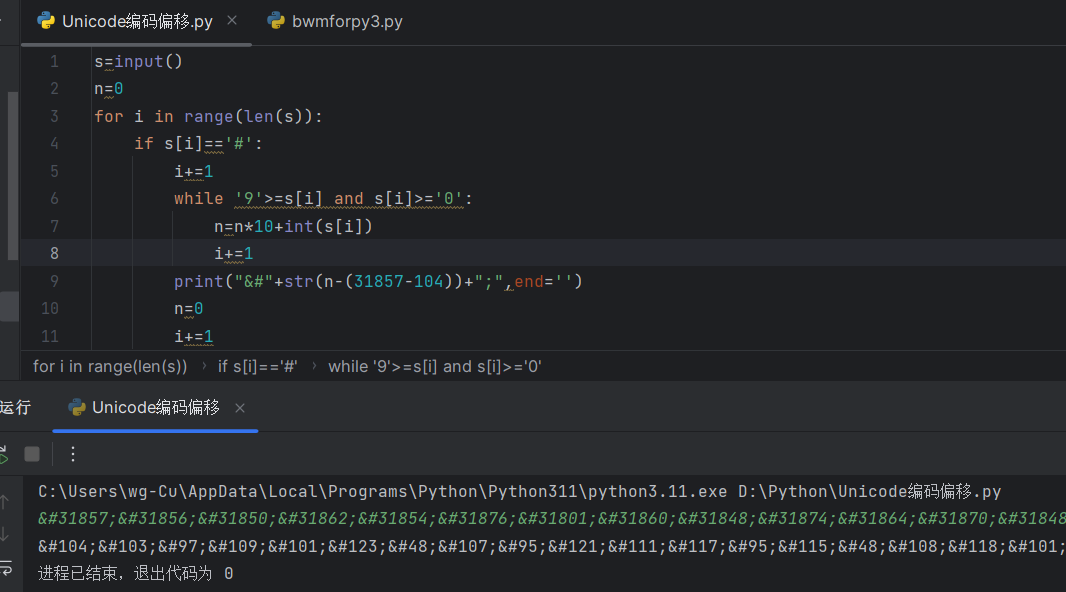 Unicode编码偏移.py × bwmforpy3.py
1 s=input()
2 n=0
3 for i in range(len(s)):
4 if s[i]=='#':
5 i+=1
6 while '9'>=s[i] and s[i]>='0':
7 n=n*10+int(s[i])
8 i+=1
9 print("&#"+str(n-(31857-104))+";",end='')
10 n=0
11 i+=1
for i in range(len(s)) › if s[i]=='#' › while '9'>=s[i] and s[i]>='0'
运行 Unicode编码偏移 ×
C:\Users\wg-Cu\AppData\Local\Programs\Python\Python311\python3.11.exe D:\Python\Unicode编码偏移.py
&#31857;&#31856;&#31850;&#31862;&#31854;&#31876;&#31801;&#31860;&#31848;&#31874;&#31864;&#31870;&#31848
&#104;&#103;&#97;&#109;&#101;&#123;&#48;&#107;&#95;&#121;&#111;&#117;&#95;&#115;&#48;&#108;&#118;&#101;
进程已结束，退出代码为 0